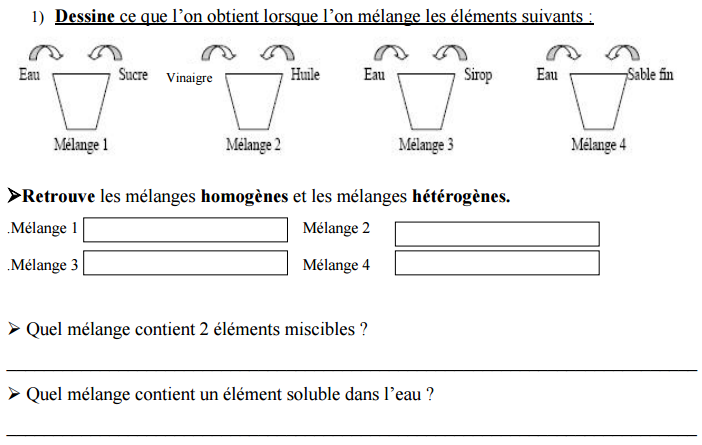 1) Dessine ce que l’on obtient lorsque l’on mélange les éléments suivants :
Eau Sucre Vinaigre Huile Eau Sirop Eau Sable fin
Mélange 1 Mélange 2 Mélange 3 Mélange 4
➢Retrouve les mélanges homogènes et les mélanges hétérogènes.
.Mélange 1 Mélange 2
.Mélange 3 Mélange 4
➢ Quel mélange contient 2 éléments miscibles ?
➢ Quel mélange contient un élément soluble dans l’eau ?